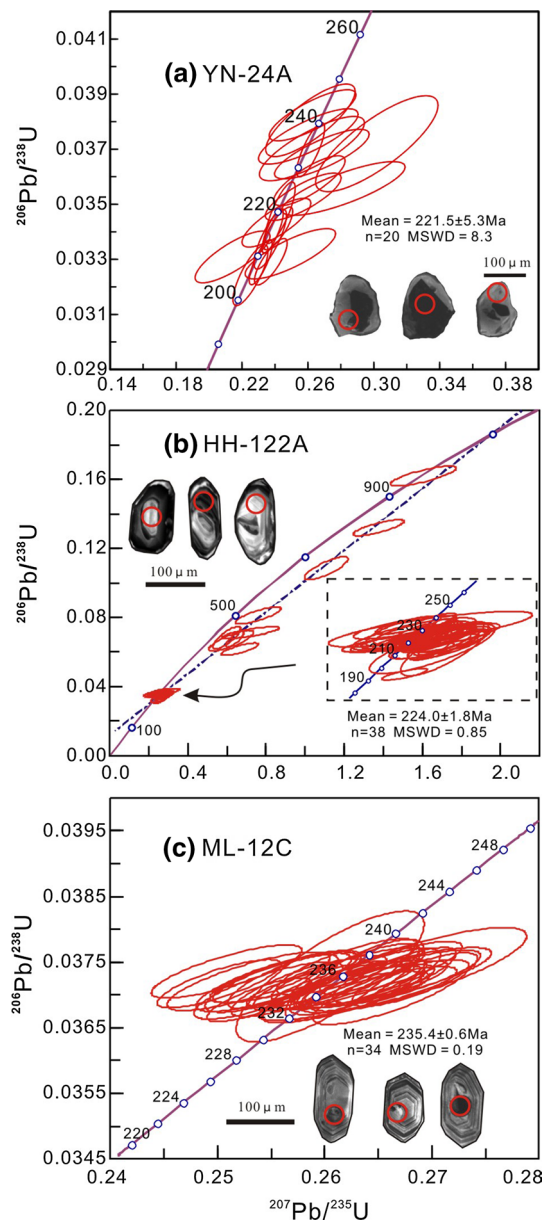 0.041
0.039
0.037
0.035
0.033
0.031
0.029
206Pb/238U
(a) YN-24A
260
240
220
200
Mean = 221.5±5.3Ma
n=20 MSWD = 8.3
100 μm
0.14 0.18 0.22 0.26 0.30 0.34 0.38
0.20
0.16
0.12
0.08
0.04
0.00
206Pb/238U
(b) HH-122A
900
500
100
100 μm
250
230
210
190
Mean = 224.0±1.8Ma
n=38 MSWD = 0.85
0.0 0.4 0.8 1.2 1.6 2.0
0.0395
0.0385
0.0375
0.0365
0.0355
0.0345
206Pb/238U
(c) ML-12C
248
244
240
236
232
228
224
220
Mean = 235.4±0.6Ma
n=34 MSWD = 0.19
100 μm
0.24 0.25 0.26 0.27 0.28
207Pb/235U